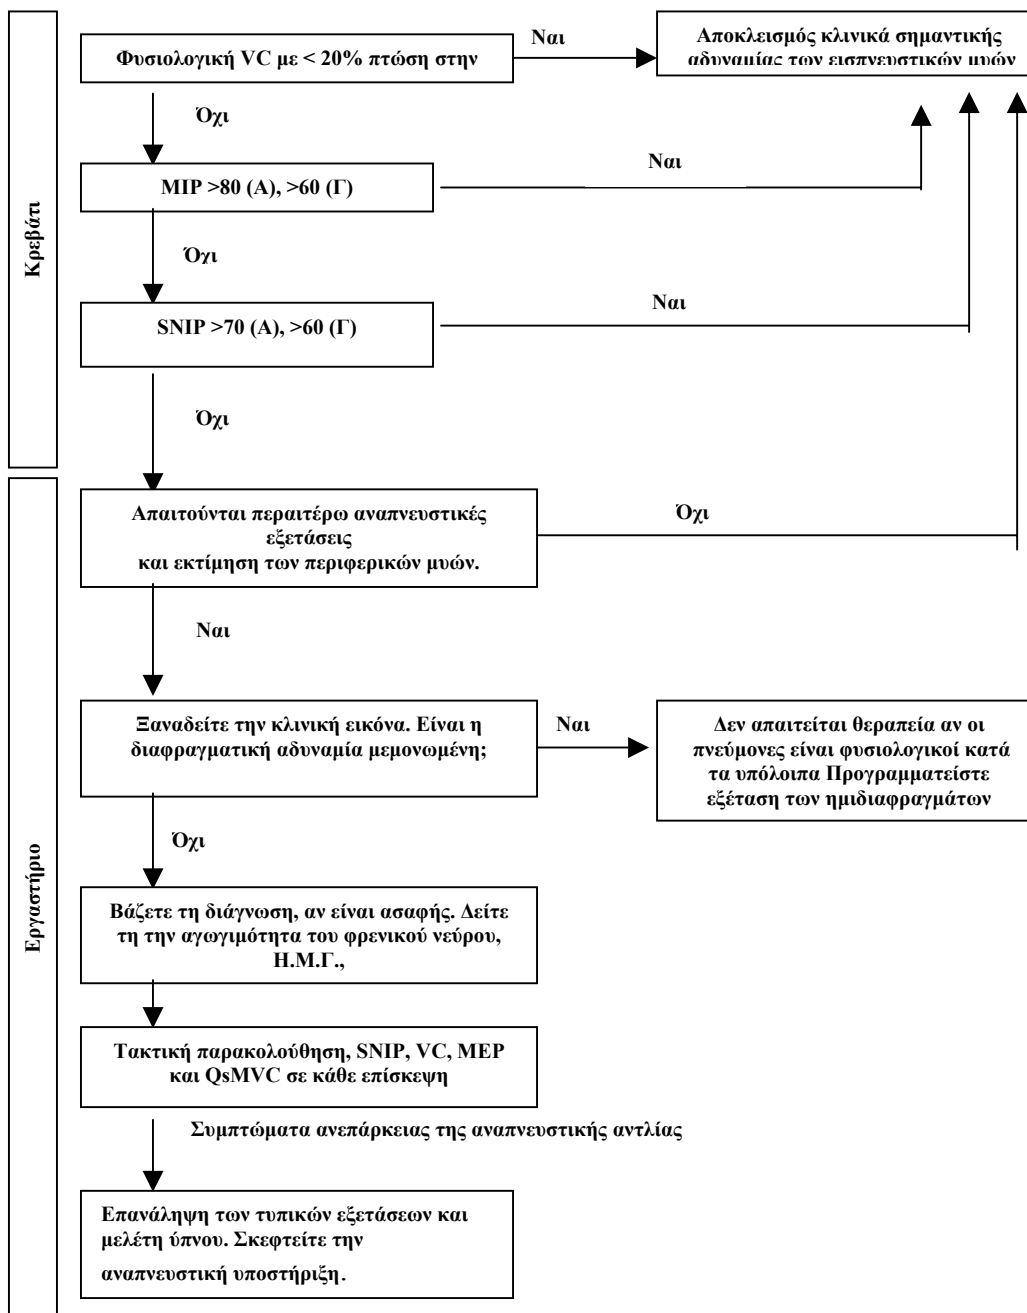 Κρεβάτι
Φυσιολογική VC με < 20% πτώση στην
Ναι
Αποκλεισμός κλινικά σημαντικής
αδυναμίας των εισπνευστικών μυών
Όχι
MIP >80 (Α), >60 (Γ)
Ναι
Όχι
SNIP >70 (Α), >60 (Γ)
Ναι
Όχι
Εργαστήριο
Απαιτούνται περαιτέρω αναπνευστικές
εξετάσεις
και εκτίμηση των περιφερικών μυών.
Όχι
Ναι
Ξαναδείτε την κλινική εικόνα. Είναι η
διαφραγματική αδυναμία μεμονωμένη;
Ναι
Δεν απαιτείται θεραπεία αν οι
πνεύμονες είναι φυσιολογικοί κατά
τα υπόλοιπα Προγραμματείστε
εξέταση των ημιδιαφραγμάτων
Όχι
Βάζετε τη διάγνωση, αν είναι ασαφής. Δείτε
τη την αγωγιμότητα του φρενικού νεύρου,
Η.Μ.Γ.,
Τακτική παρακολούθηση, SNIP, VC, MEP
και QsMVC σε κάθε επίσκεψη
Συμπτώματα ανεπάρκειας της αναπνευστικής αντλίας
Επανάληψη των τυπικών εξετάσεων και
μελέτη ύπνου. Σκεφτείτε την
αναπνευστική υποστήριξη.